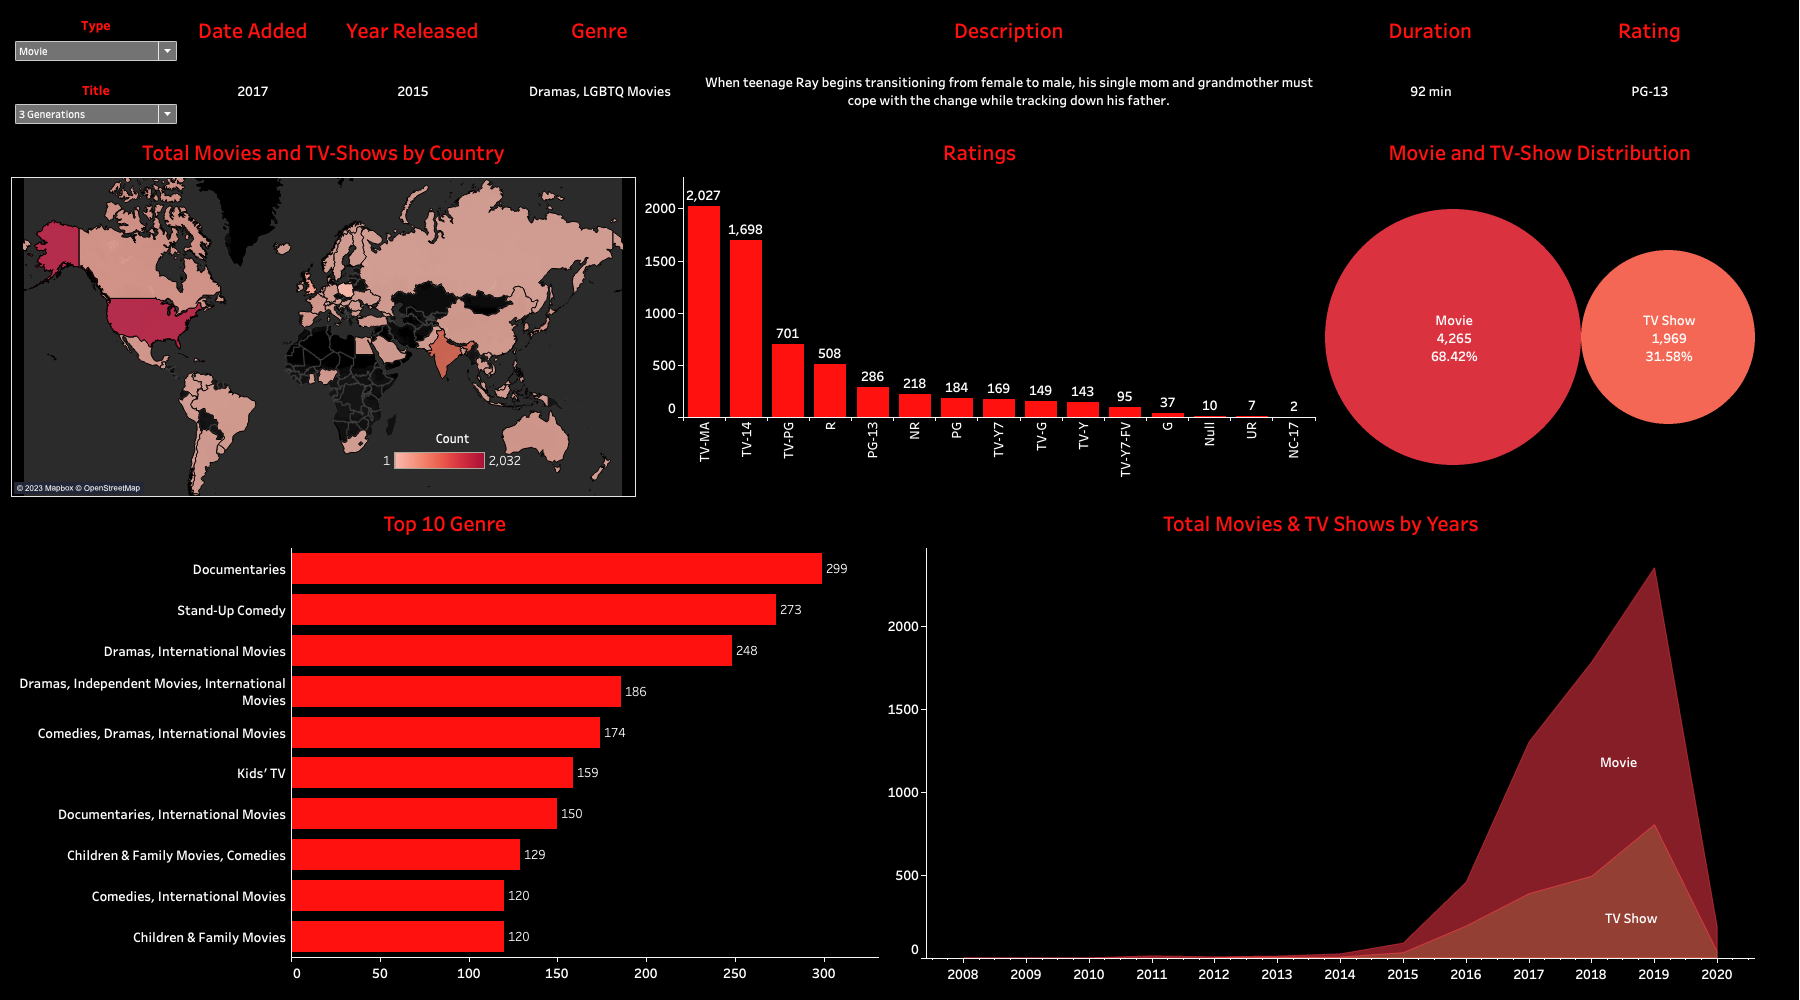 Type
Movie
Title
3 Generations
Date Added
2017
Year Released
2015
Genre
Dramas, LGBTQ Movies
Description
When teenage Ray begins transitioning from female to male, his single mom and grandmother must
cope with the change while tracking down his father.
Duration
92 min
Rating
PG-13
Total Movies and TV-Shows by Country
Count
1
2,032
© 2023 Mapbox © OpenStreetMap
Ratings
2000
1500
1000
500
0
2,027
1,698
701
508
286
218
184
169
149
143
95
37
10
7
2
TV-MA
TV-14
TV-PG
R
PG-13
NR
PG
TV-Y7
TV-G
TV-Y
TV-Y7-FV
G
Null
UR
NC-17
Movie and TV-Show Distribution
Movie
4,265
68.42%
TV Show
1,969
31.58%
Top 10 Genre
Documentaries
299
Stand-Up Comedy
273
Dramas, International Movies
248
Dramas, Independent Movies, International
Movies
186
Comedies, Dramas, International Movies
174
Kids' TV
159
Documentaries, International Movies
150
Children & Family Movies, Comedies
129
Comedies, International Movies
120
Children & Family Movies
120
0
50
100
150
200
250
300
Total Movies & TV Shows by Years
2000
1500
1000
500
0
Movie
TV Show
2008
2009
2010
2011
2012
2013
2014
2015
2016
2017
2018
2019
2020